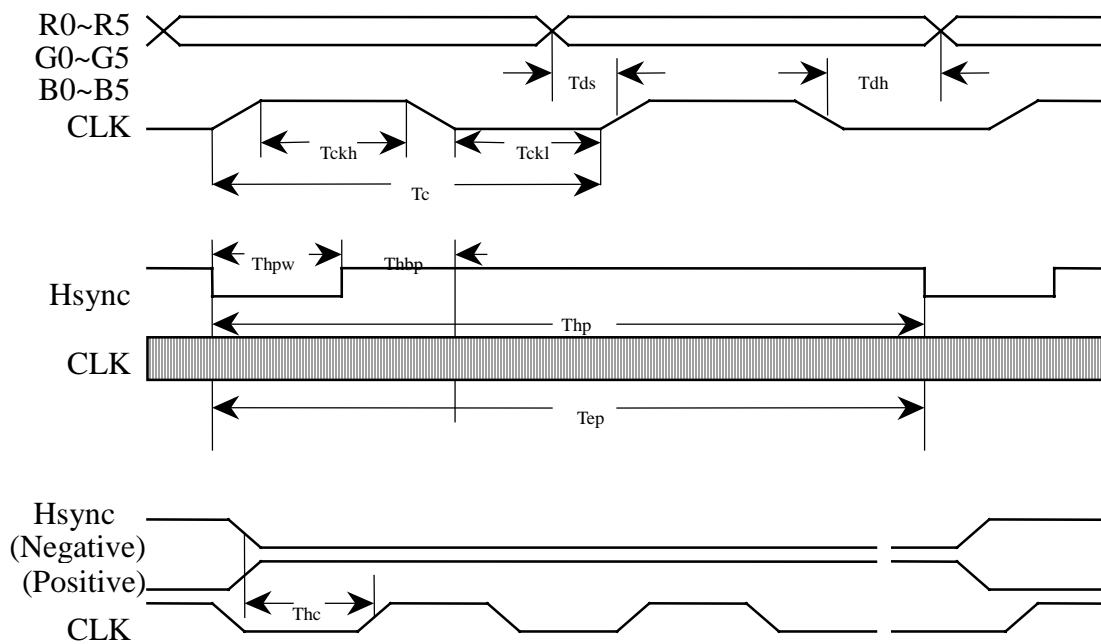 R0~R5
G0~G5
B0~B5
CLK
Tds
Tdh
Tckh
Tckl
Tc
Thpw
Thbp
Hsync
Thp
CLK
Tep
Hsync
(Negative)
(Positive)
Thc
CLK